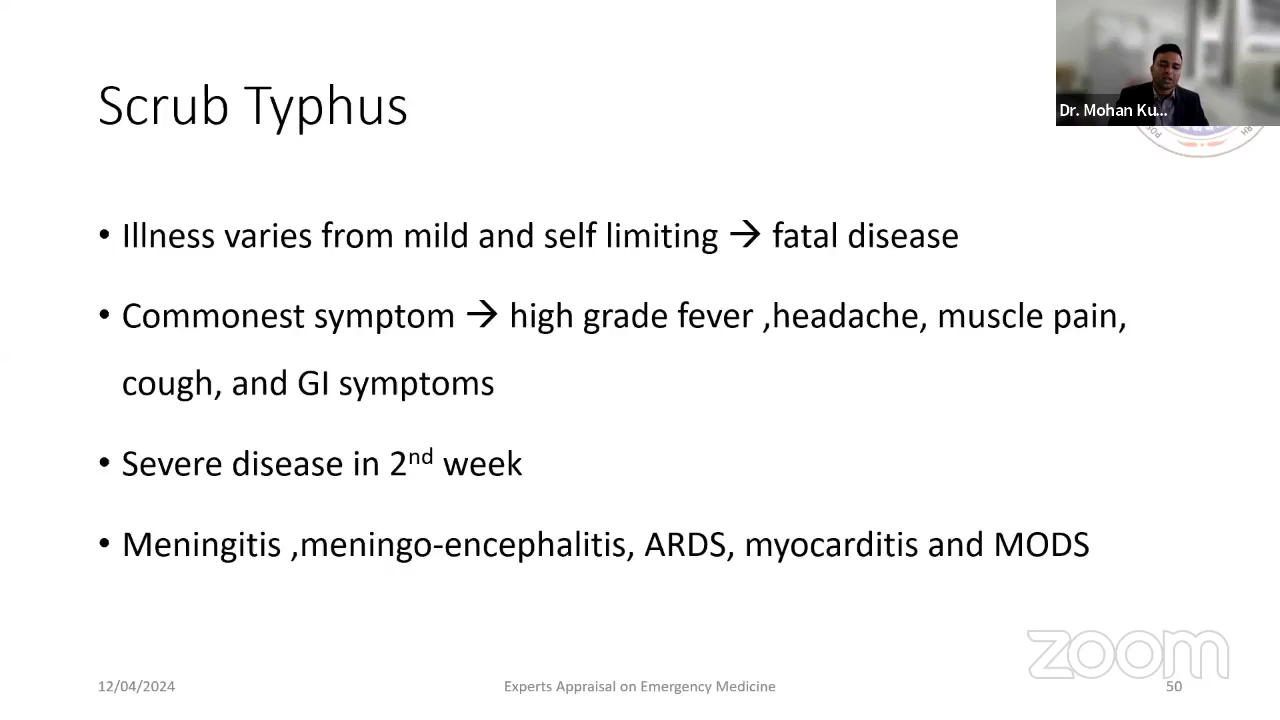 Scrub Typhus
Dr. Mohan Ku...
• Illness varies from mild and self limiting → fatal disease
• Commonest symptom → high grade fever ,headache, muscle pain,
cough, and GI symptoms
• Severe disease in 2nd week
• Meningitis ,meningo-encephalitis, ARDS, myocarditis and MODS
zoom
12/04/2024
Experts Appraisal on Emergency Medicine
50